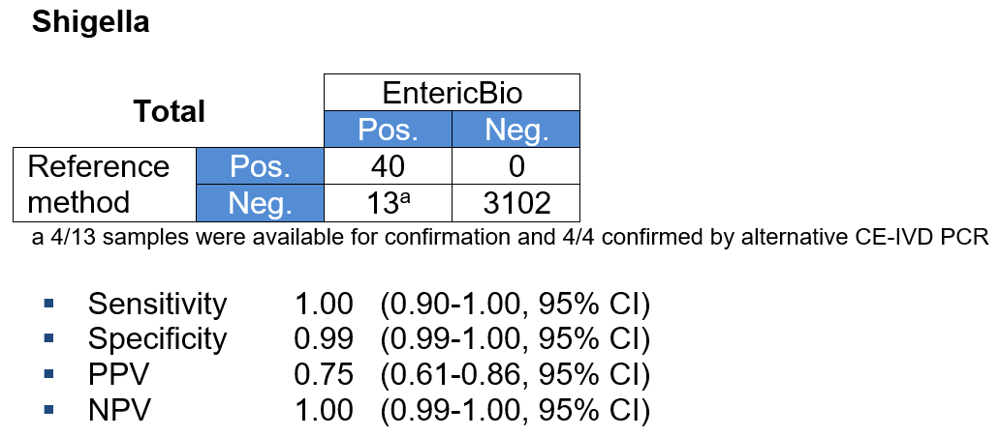 Shigella
EntericBio
Total
Pos. Neg.
Reference Pos. 40 0
method Neg. 13ᵃ 3102
a 4/13 samples were available for confirmation and 4/4 confirmed by alternative CE-IVD PCR
▪ Sensitivity 1.00 (0.90-1.00, 95% CI)
▪ Specificity 0.99 (0.99-1.00, 95% CI)
▪ PPV 0.75 (0.61-0.86, 95% CI)
▪ NPV 1.00 (0.99-1.00, 95% CI)